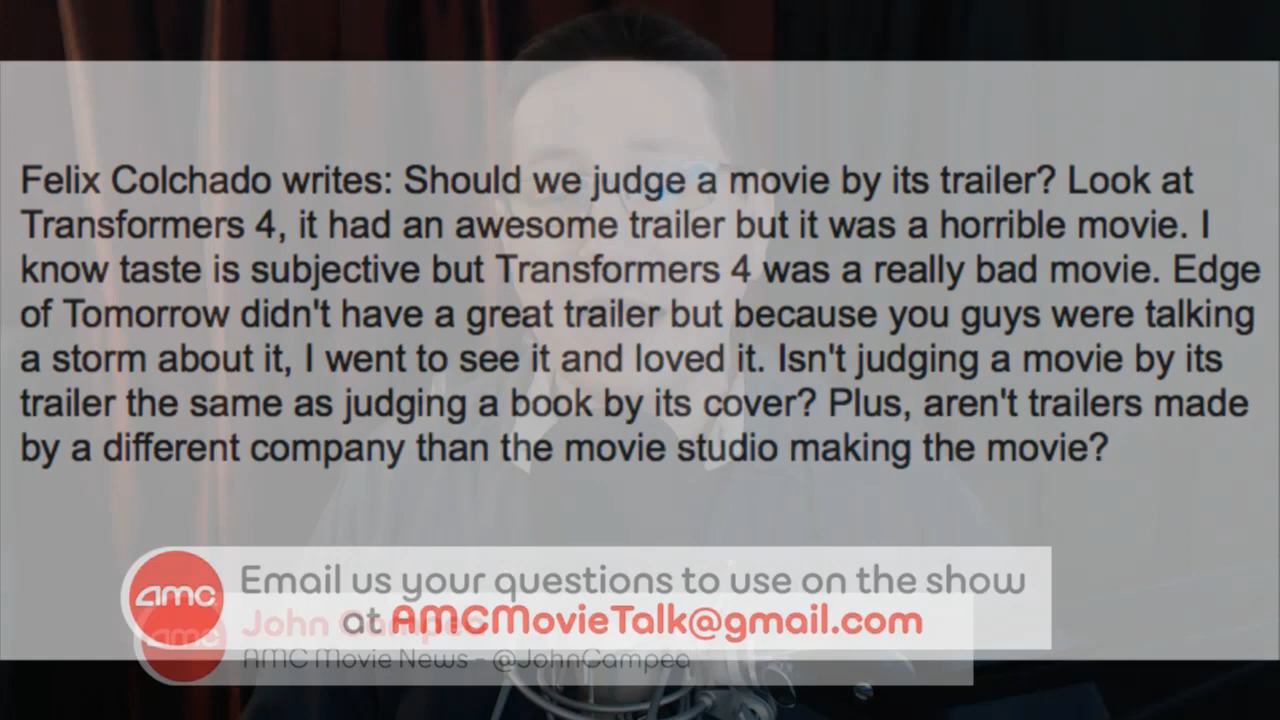 Felix Colchado writes: Should we judge a movie by its trailer? Look at
Transformers 4, it had an awesome trailer but it was a horrible movie. I
know taste is subjective but Transformers 4 was a really bad movie. Edge
of Tomorrow didn't have a great trailer but because you guys were talking
a storm about it, I went to see it and loved it. Isn't judging a movie by its
trailer the same as judging a book by its cover? Plus, aren't trailers made
by a different company than the movie studio making the movie?
amc
Email us your questions to use on the show
at AMCMovieTalk@gmail.com
amc
John Campea
AMC Movie News - @JohnCampea